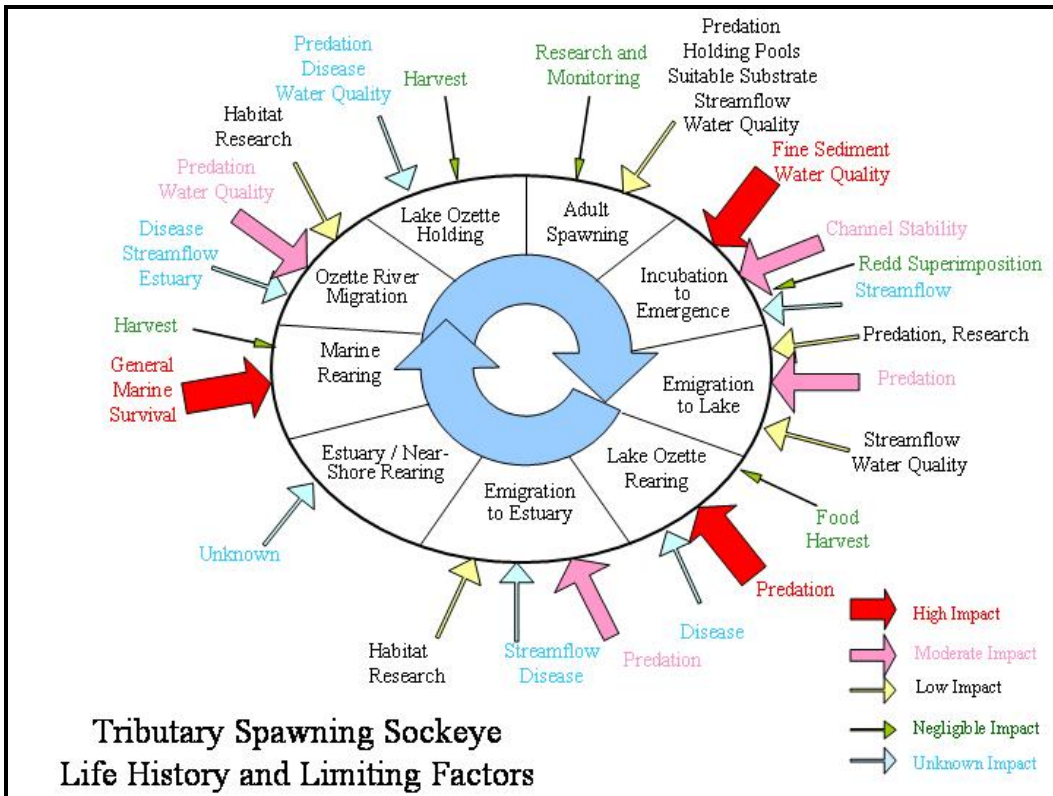 Predation
Disease
Water Quality
Harvest
Research and
Monitoring
Predation
Holding Pools
Suitable Substrate
Streamflow
Water Quality
Habitat
Research
Fine Sediment
Water Quality
Predation
Water Quality
Channel Stability
Disease
Streamflow
Estuary
Redd Superimposition
Streamflow
Harvest
Predation, Research
General
Marine
Survival
Predation
Streamflow
Water Quality
Unknown
Food
Harvest
Predation
Disease
Habitat
Research
Streamflow
Disease
Predation
Lake Ozette
Holding
Adult
Spawning
Ozette River
Migration
Incubation
to
Emergence
Marine
Rearing
Emigration
to Lake
Estuary / Near-
Shore Rearing
Emigration
to Estuary
Lake Ozette
Rearing
High Impact
Moderate Impact
Low Impact
Negligible Impact
Unknown Impact
Tributary Spawning Sockeye
Life History and Limiting Factors